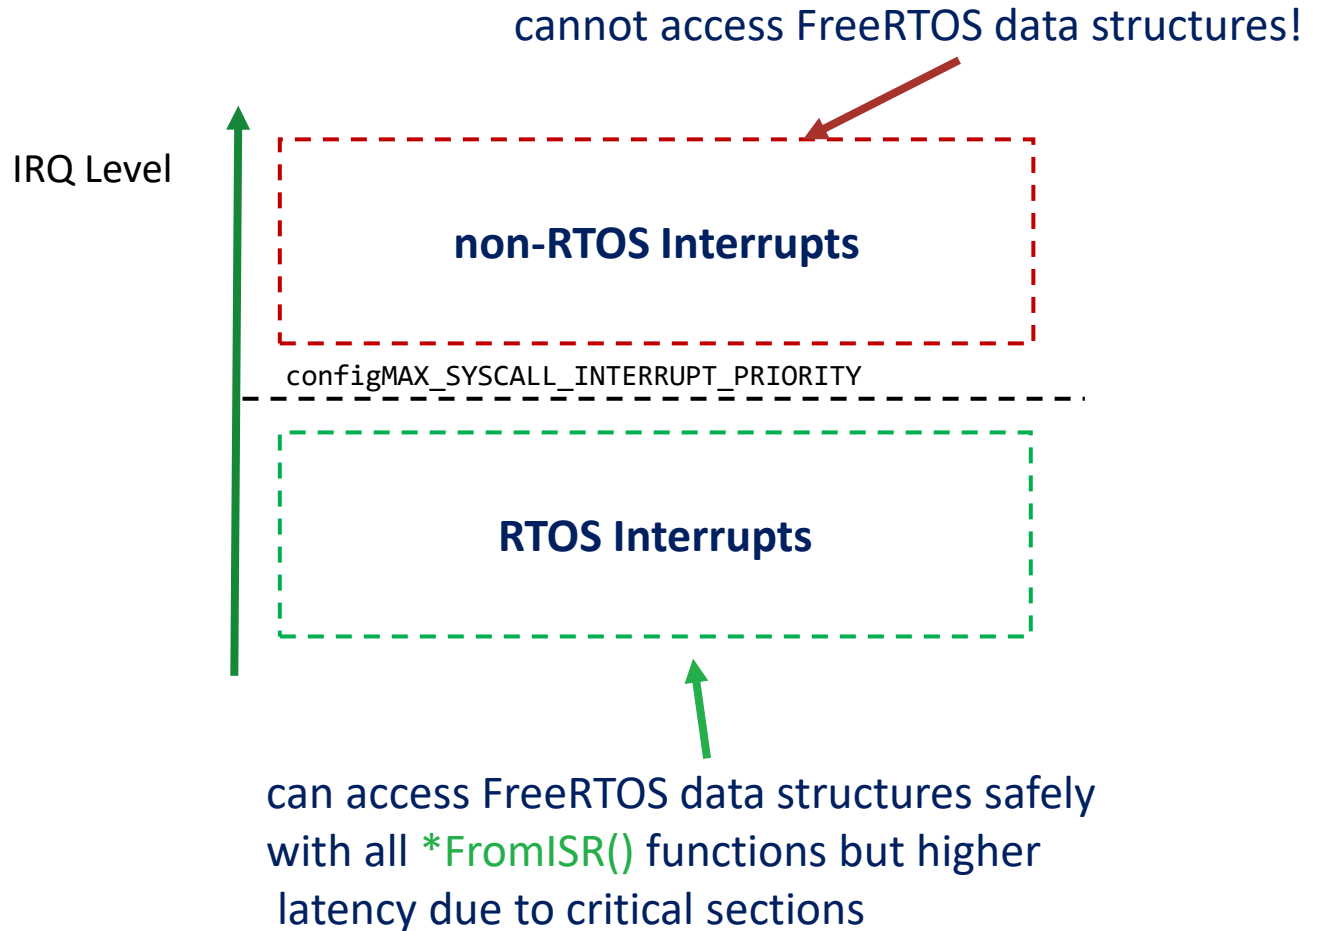 cannot access FreeRTOS data structures!
IRQ Level
non-RTOS Interrupts
configMAX_SYSCALL_INTERRUPT_PRIORITY
RTOS Interrupts
can access FreeRTOS data structures safely
with all *FromISR() functions but higher
latency due to critical sections